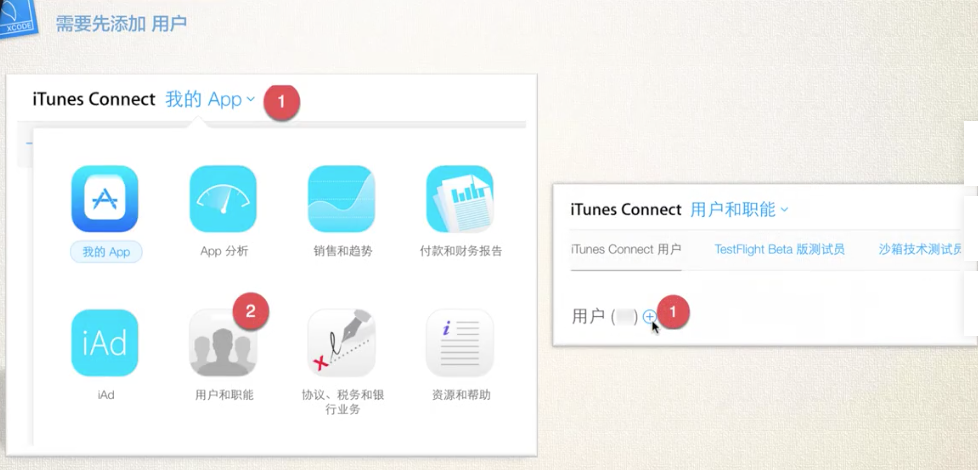 XCODE
需要先添加 用户
iTunes Connect 我的 App
1
我的 App
App 分析
销售和趋势
付款和财务报告
iAd
2
iAd
用户和职能
协议、税务和银
行业务
资源和帮助
iTunes Connect 用户和职能
iTunes Connect 用户
TestFlight Beta 版测试员
沙箱技术测试员
用户 ( )
1